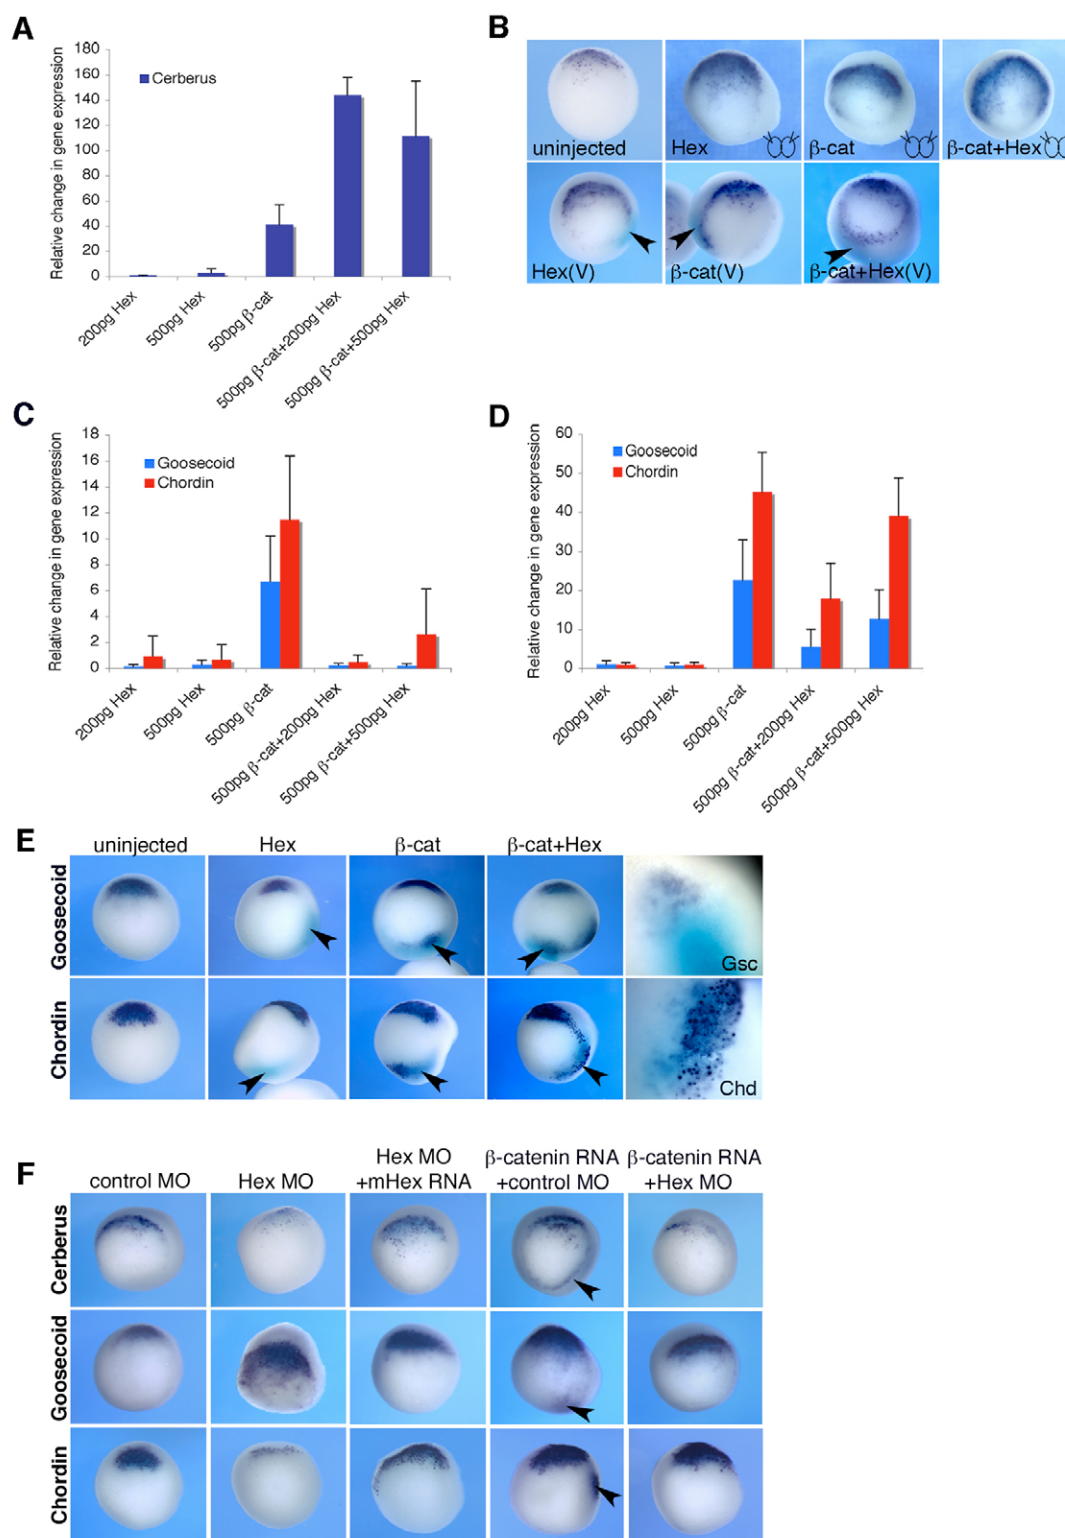 A
Relative change in gene expression
180
160
140
120
100
80
60
40
20
0
Cerberus
200pg Hex
500pg Hex
500pg β-cat
500pg β-cat+200pg Hex
500pg β-cat+500pg Hex
B
uninjected
Hex
β-cat
β-cat+Hex
Hex(V)
β-cat(V)
β-cat+Hex(V)
C
Relative change in gene expression
18
16
14
12
10
8
6
4
2
0
Goosecoid
Chordin
200pg Hex
500pg Hex
500pg β-cat
500pg β-cat+200pg Hex
500pg β-cat+500pg Hex
D
Relative change in gene expression
60
50
40
30
20
10
0
Goosecoid
Chordin
200pg Hex
500pg Hex
500pg β-cat
500pg β-cat+200pg Hex
500pg β-cat+500pg Hex
E
uninjected
Hex
β-cat
β-cat+Hex
Goosecoid
Gsc
Chordin
Chd
F
control MO
Hex MO
Hex MO
+mHex RNA
β-catenin RNA
+control MO
β-catenin RNA
+Hex MO
Cerberus
Goosecoid
Chordin